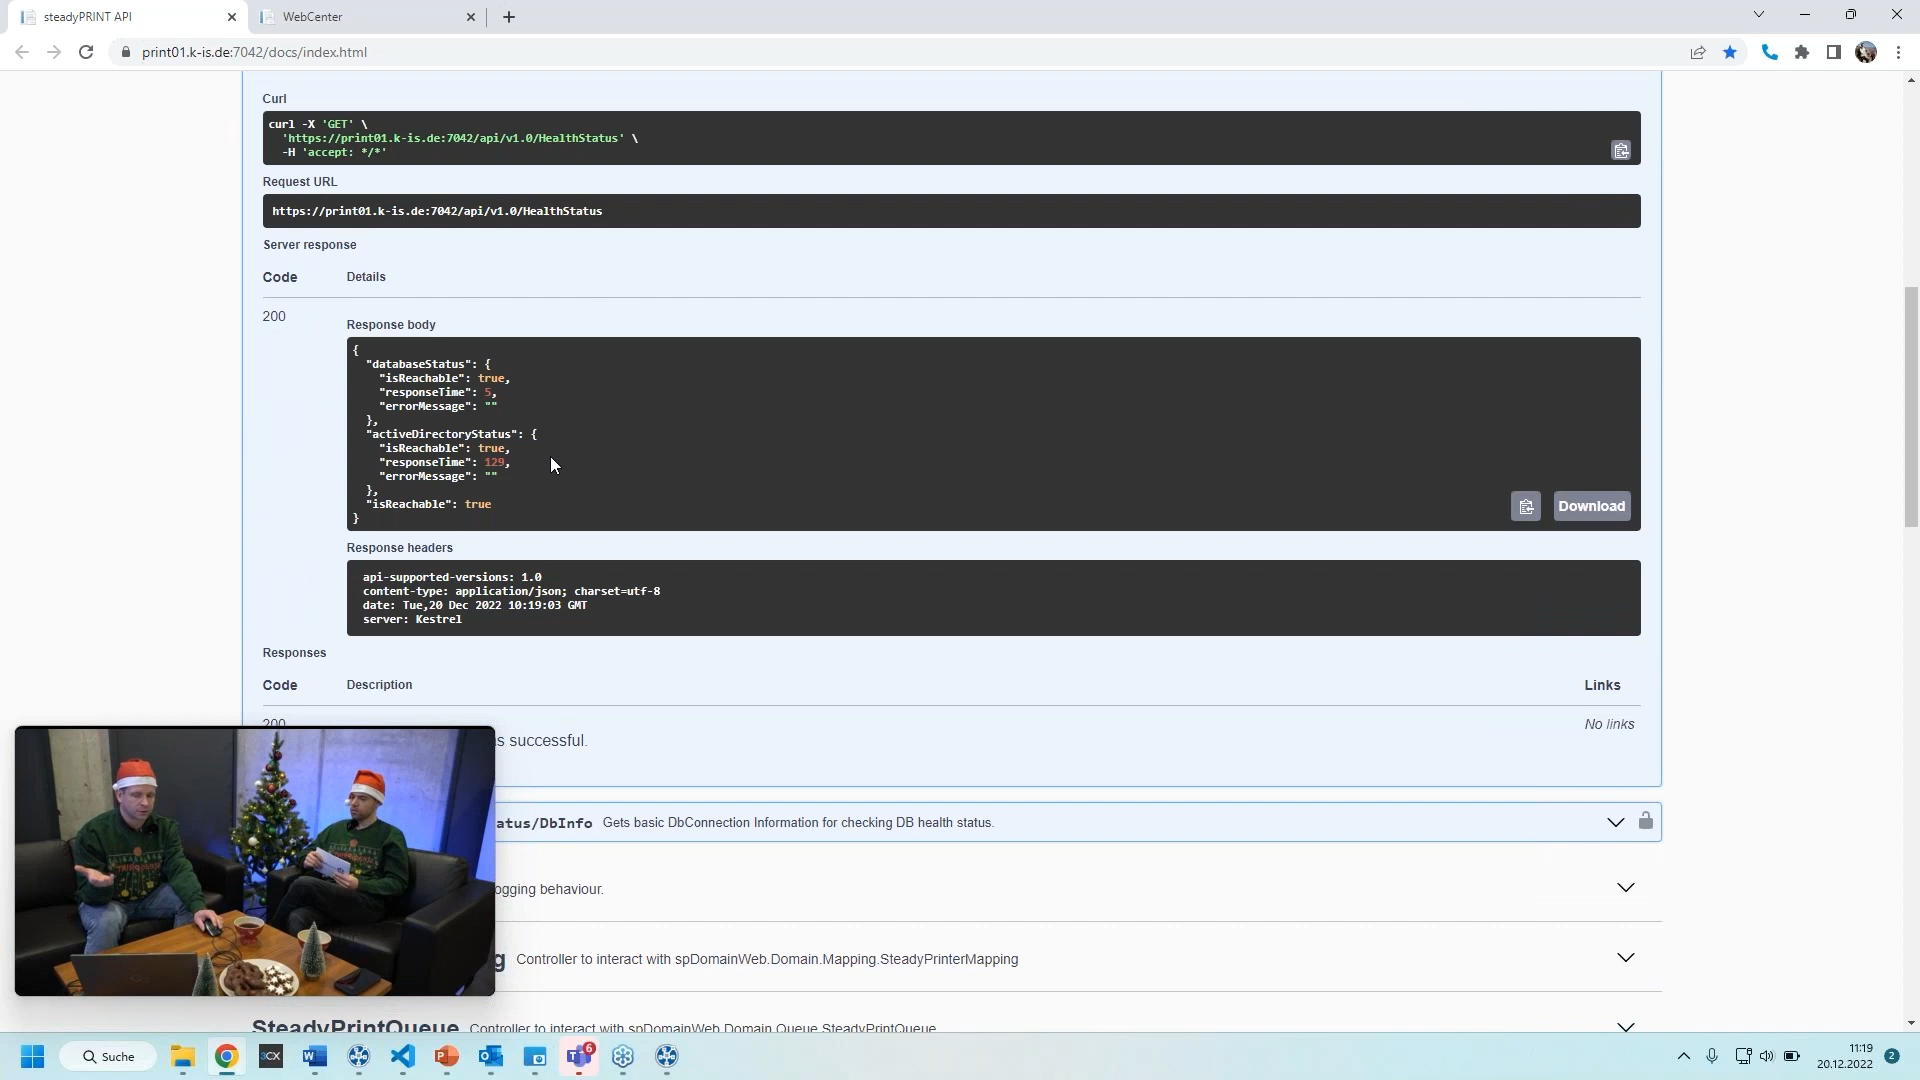 steadyPRINT API
WebCenter
print01.k-is.de:7042/docs/index.html
Curl
curl -X 'GET' \
'https://print01.k-is.de:7042/api/v1.0/HealthStatus' \
-H 'accept: */*'
Request URL
https://print01.k-is.de:7042/api/v1.0/HealthStatus
Server response
Code Details
200
Response body
{
"databaseStatus": {
"isReachable": true,
"responseTime": 5,
"errorMessage": ""
},
"activeDirectoryStatus": {
"isReachable": true,
"responseTime": 129,
"errorMessage": ""
},
"isReachable": true
}
Download
Response headers
api-supported-versions: 1.0
content-type: application/json; charset=utf-8
date: Tue,20 Dec 2022 10:19:03 GMT
server: Kestrel
Responses
Code Description Links
200 No links
s successful.
atus/DbInfo Gets basic DbConnection Information for checking DB health status.
ogging behaviour.
g Controller to interact with spDomainWeb.Domain.Mapping.SteadyPrinterMapping
SteadyPrintQueue Controller to interact with spDomainWeb.Domain.Queue.SteadyPrintQueue
Suche
3CX
6
11:19
20.12.2022
2